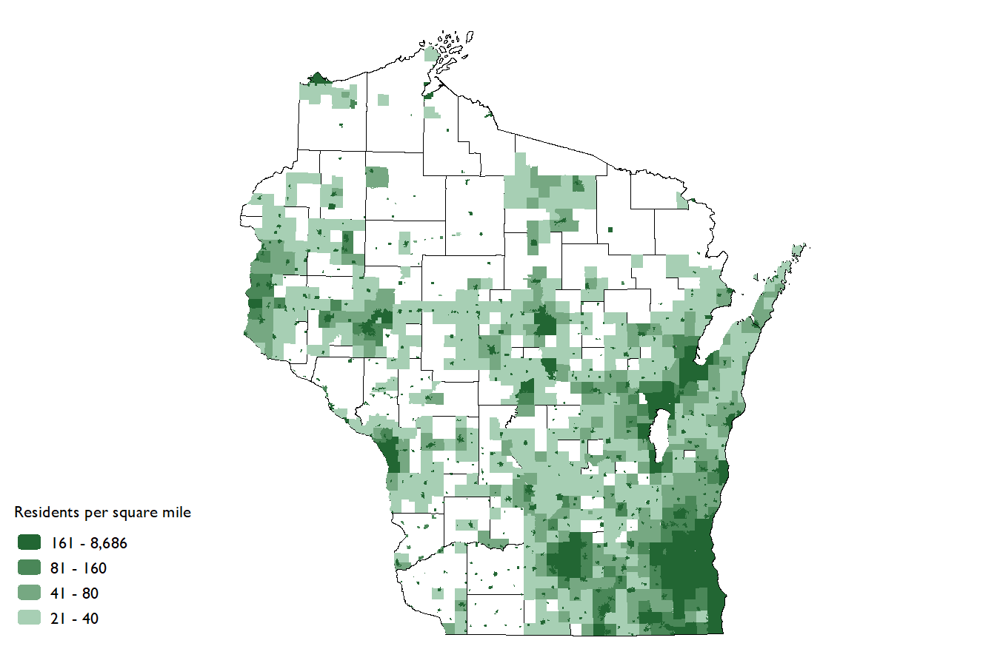 Residents per square mile
161 - 8,686
81 - 160
41 - 80
21 - 40